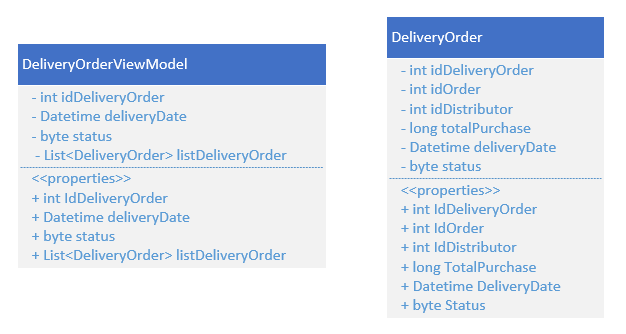 DeliveryOrderViewModel
- int idDeliveryOrder
- Datetime deliveryDate
- byte status
- List<DeliveryOrder> listDeliveryOrder
<<properties>>
+ int IdDeliveryOrder
+ Datetime deliveryDate
+ byte status
+ List<DeliveryOrder> listDeliveryOrder
DeliveryOrder
- int idDeliveryOrder
- int idOrder
- int idDistributor
- long totalPurchase
- Datetime deliveryDate
- byte status
<<properties>>
+ int IdDeliveryOrder
+ int IdOrder
+ int IdDistributor
+ long TotalPurchase
+ Datetime DeliveryDate
+ byte Status